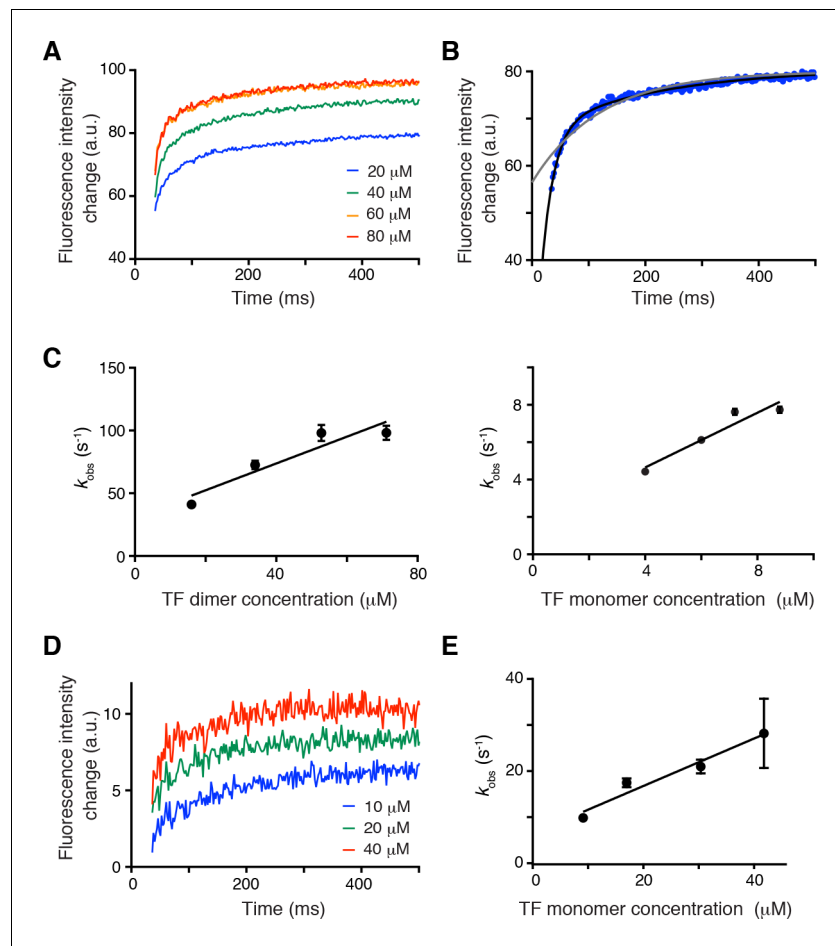 A
Fluorescence intensity
change (a.u.)
100
80
60
40
200
400
Time (ms)
20 μM
40 μM
60 μM
80 μM
B
Fluorescence intensity
change (a.u.)
80
60
40
0
200
400
Time (ms)
C
kobs (s-1)
150
100
50
0
0
40
80
TF dimer concentration (μM)
kobs (s-1)
8
4
0
0
4
8
TF monomer concentration (μM)
D
Fluorescence intensity
change (a.u.)
10
5
0
200
400
Time (ms)
10 μM
20 μM
40 μM
E
kobs (s-1)
40
20
0
0
20
40
TF monomer concentration (μM)